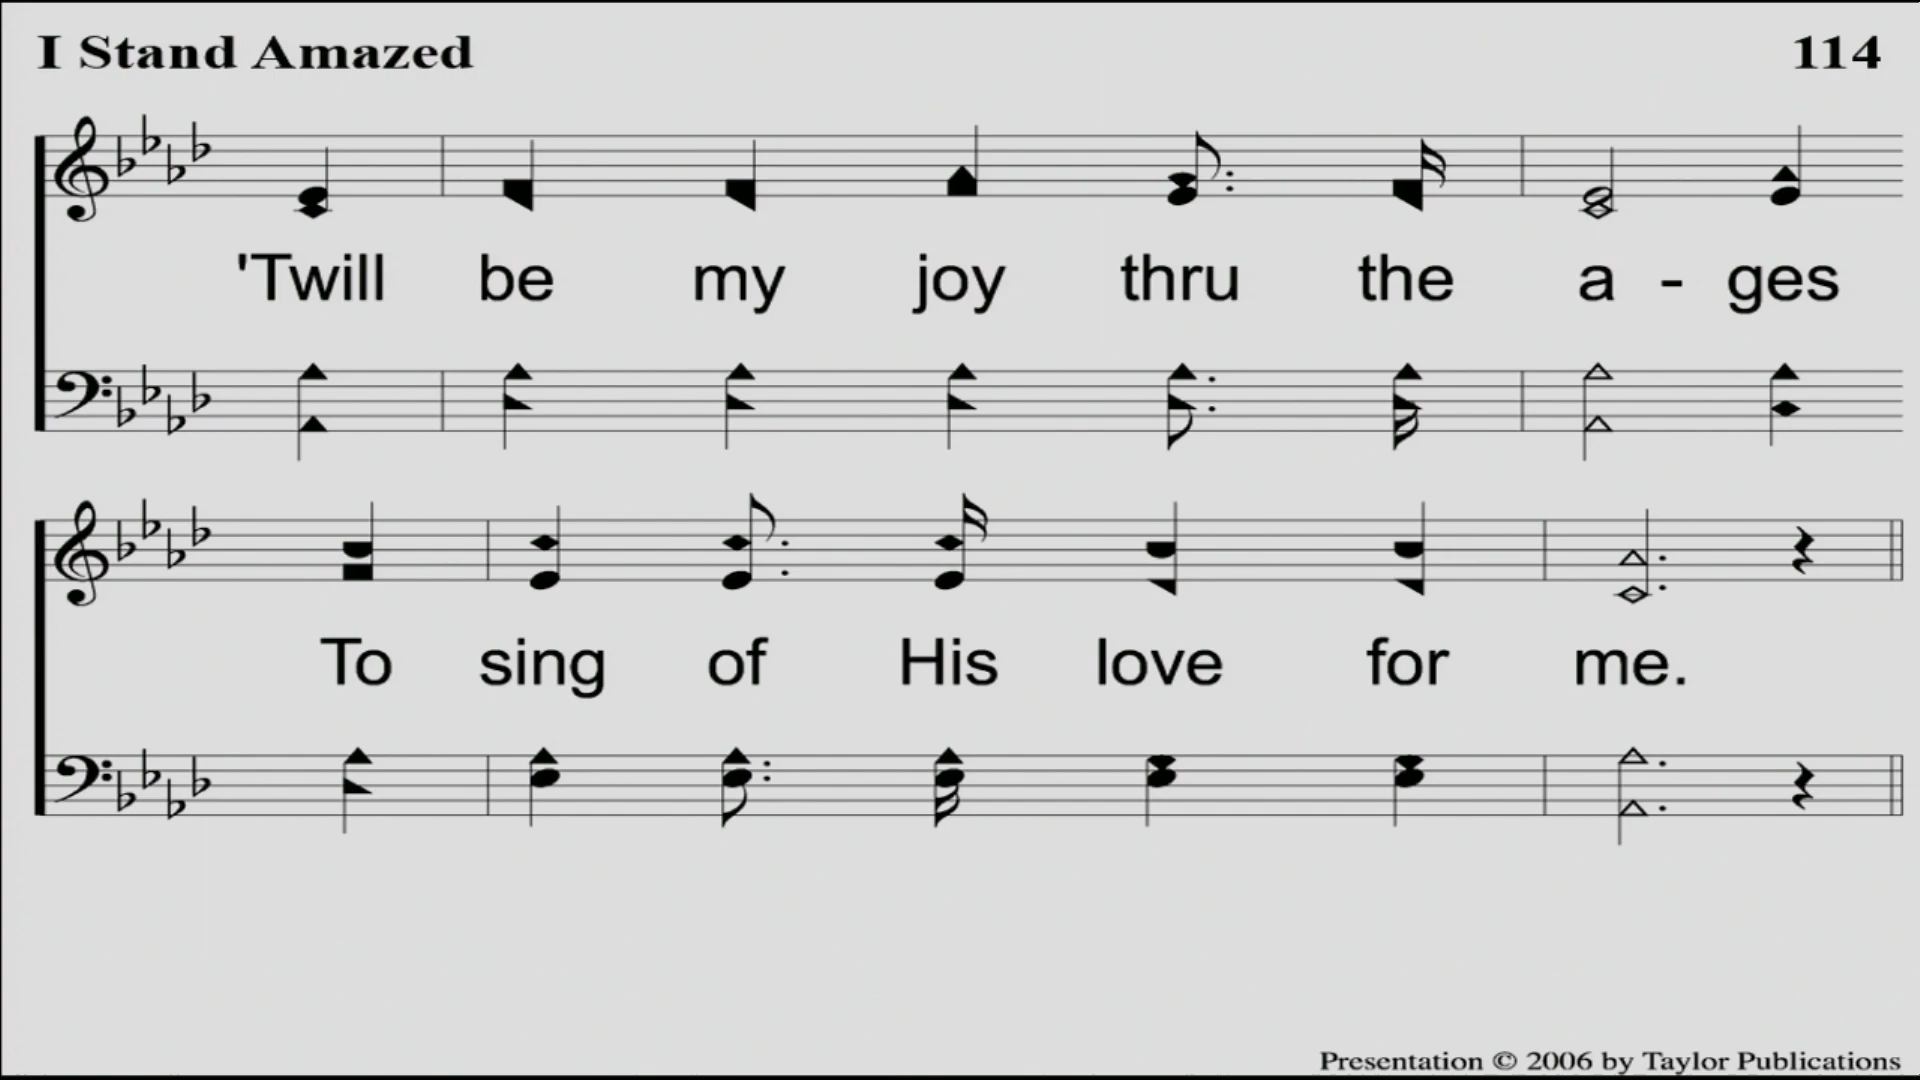 I Stand Amazed 114
'Twill be my joy thru the a - ges
To sing of His love for me.
Presentation © 2006 by Taylor Publications